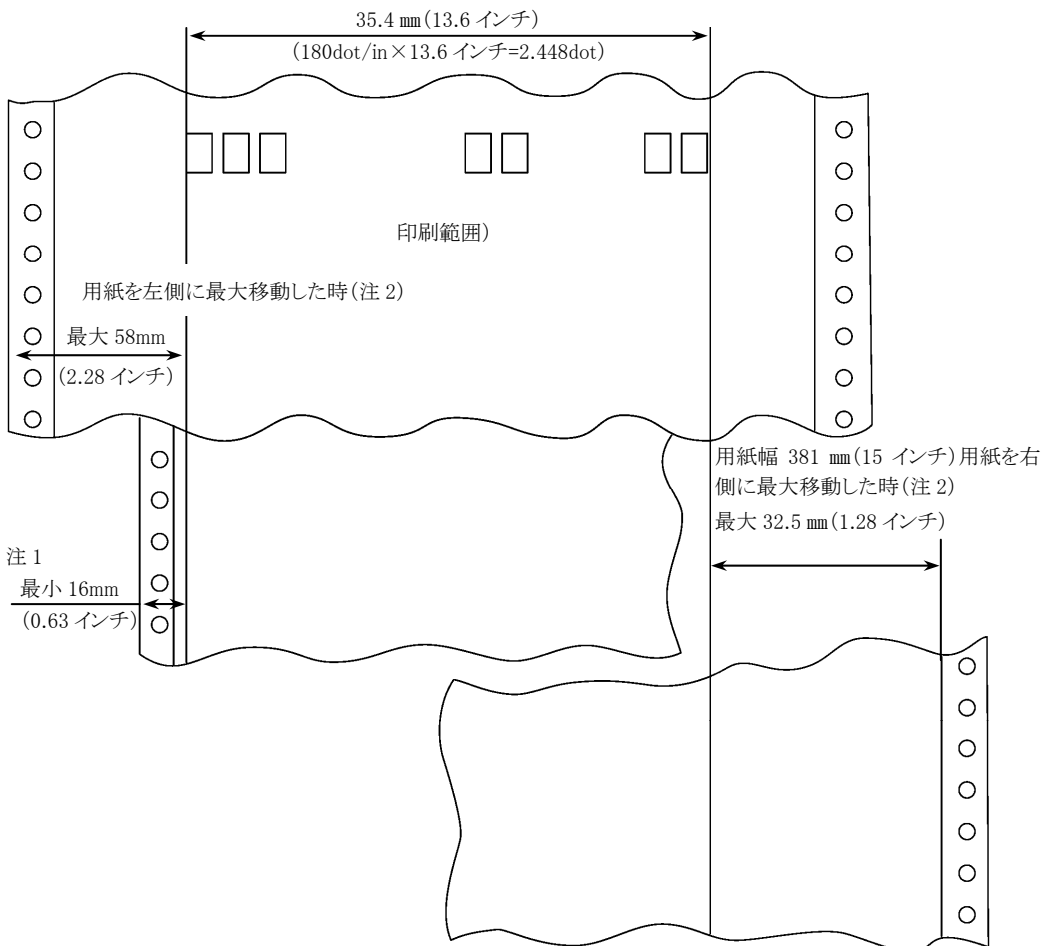 35.4 mm(13.6 インチ)
(180dot/in×13.6 インチ=2.448dot)
印刷範囲)
用紙を左側に最大移動した時(注 2)
最大 58mm
(2.28 インチ)
用紙幅 381 mm(15 インチ)用紙を右
側に最大移動した時(注 2)
最大 32.5 mm(1.28 インチ)
注 1
最小 16mm
(0.63 インチ)